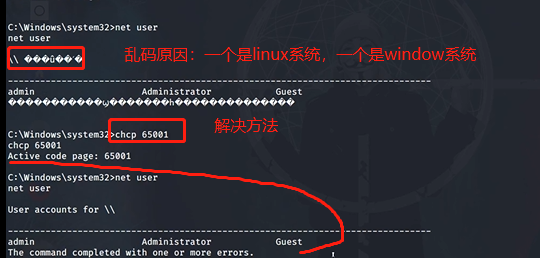 C:\Windows\system32>net user
net user
\\
乱码原因：一个是linux系统，一个是window系统
-------------------------------------------------------------------------------
admin Administrator Guest
C:\Windows\system32>chcp 65001
解决方法
chcp 65001
Active code page: 65001
C:\Windows\system32>net user
net user
User accounts for \\
-------------------------------------------------------------------------------
admin Administrator Guest
The command completed with one or more errors.